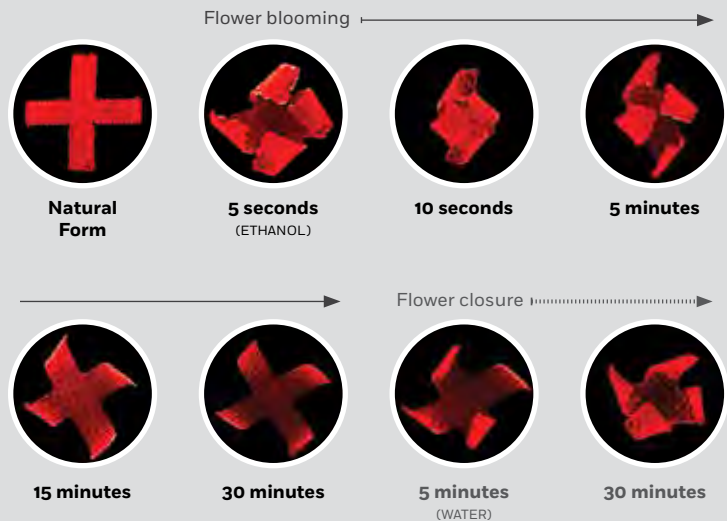 Flower blooming
Natural
Form
5 seconds
(ETHANOL)
10 seconds
5 minutes
15 minutes
30 minutes
Flower closure
5 minutes
(WATER)
30 minutes